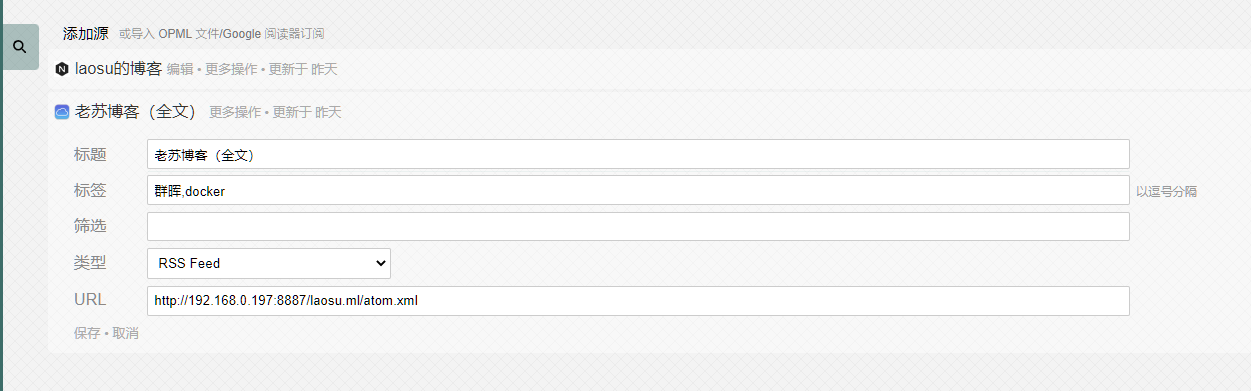 添加源 或导入 OPML 文件/Google 阅读器订阅
laosu的博客 编辑 • 更多操作 • 更新于 昨天
老苏博客（全文） 更多操作 • 更新于 昨天
标题 老苏博客（全文）
标签 群晖,docker 以逗号分隔
筛选
类型 RSS Feed
URL http://192.168.0.197:8887/laosu.ml/atom.xml
保存 • 取消